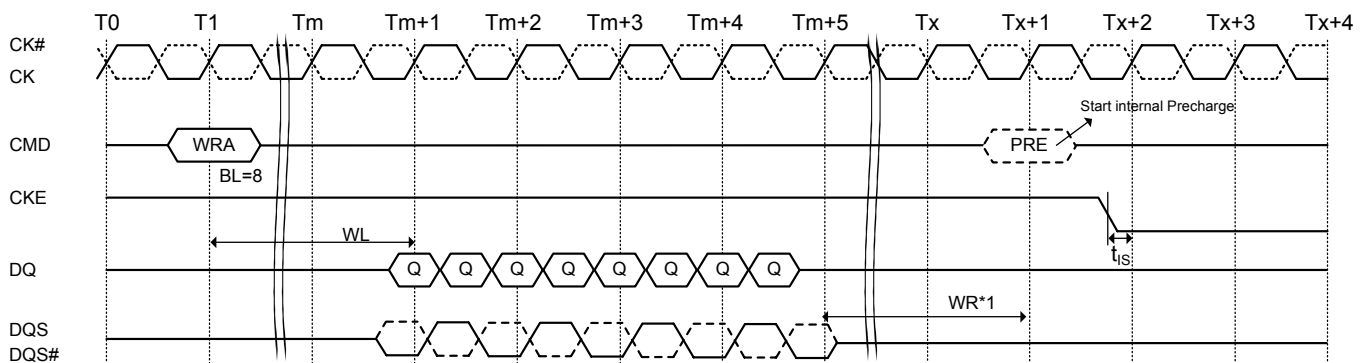 T0 T1 Tm Tm+1 Tm+2 Tm+3 Tm+4 Tm+5 Tx Tx+1 Tx+2 Tx+3 Tx+4
CK#
CK
Start internal Precharge
CMD WRA PRE
BL=8
CKE
WL
tIS
DQ Q Q Q Q Q Q Q Q
WR*1
DQS
DQS#